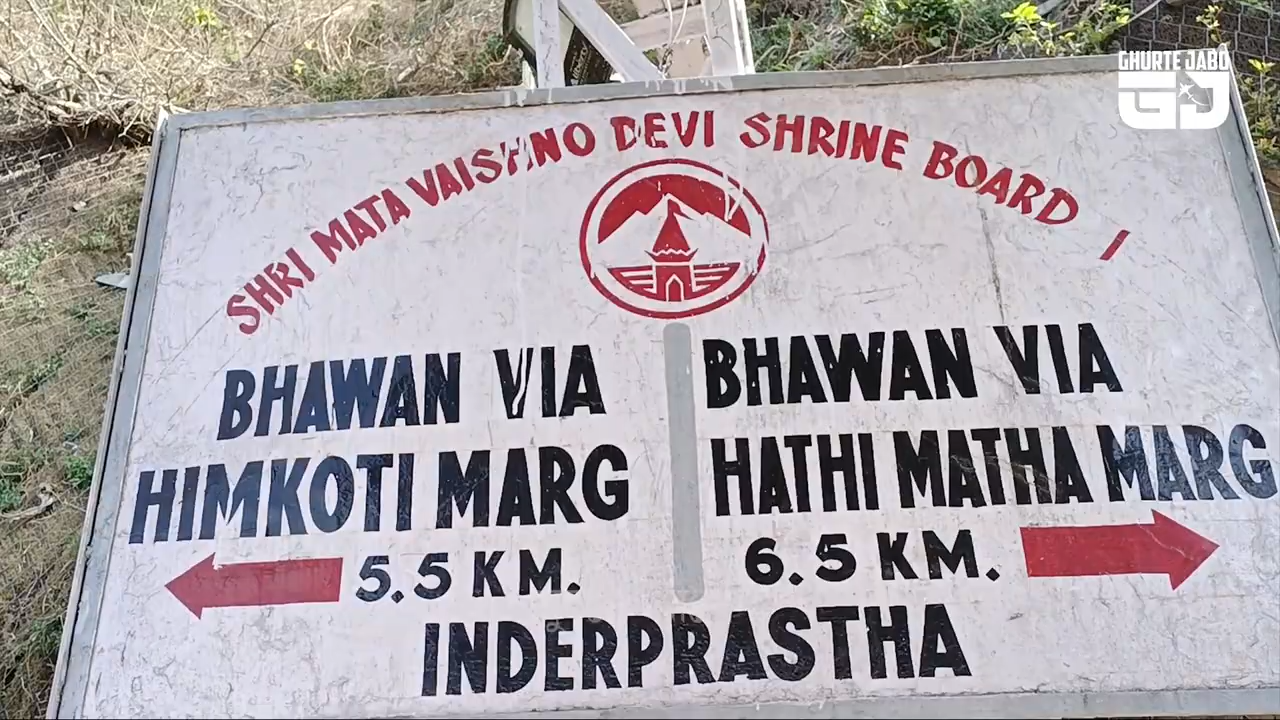 GHURTE JABO
GJ
SHRI MATA VAISHNO DEVI SHRINE BOARD I
BHAWAN VIA
HIMKOTI MARG
5.5 KM.
BHAWAN VIA
HATHI MATHA MARG
6.5 KM.
INDERPRASTHA